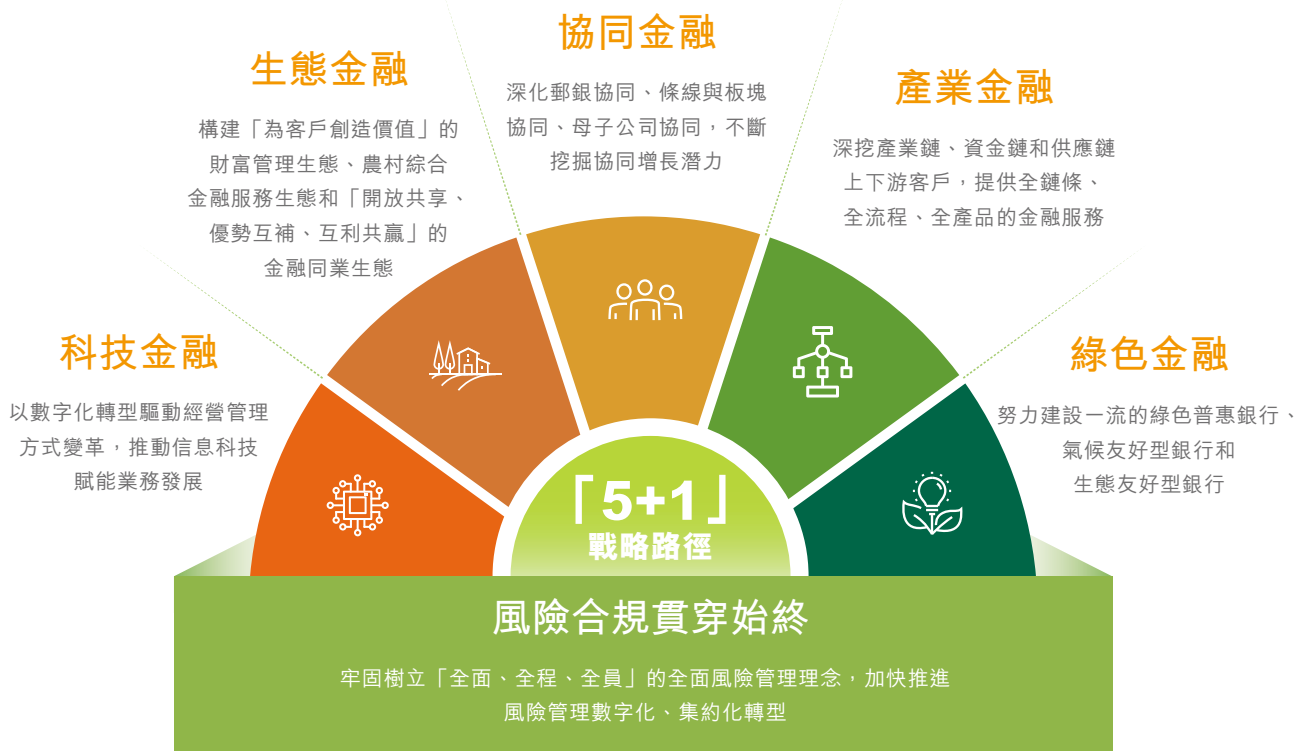 協同金融
深化郵銀協同、條線與板塊
協同、母子公司協同，不斷
挖掘協同增長潛力
生態金融
構建「為客戶創造價值」的
財富管理生態、農村綜合
金融服務生態和「開放共享、
優勢互補、互利共贏」的
金融同業生態
產業金融
深挖產業鏈、資金鏈和供應鏈
上下游客戶，提供全鏈條、
全流程、全產品的金融服務
科技金融
以數字化轉型驅動經營管理
方式變革，推動信息科技
賦能業務發展
綠色金融
努力建設一流的綠色普惠銀行、
氣候友好型銀行和
生態友好型銀行
「5+1」
戰略路徑
風險合規貫穿始終
牢固樹立「全面、全程、全員」的全面風險管理理念，加快推進
風險管理數字化、集約化轉型